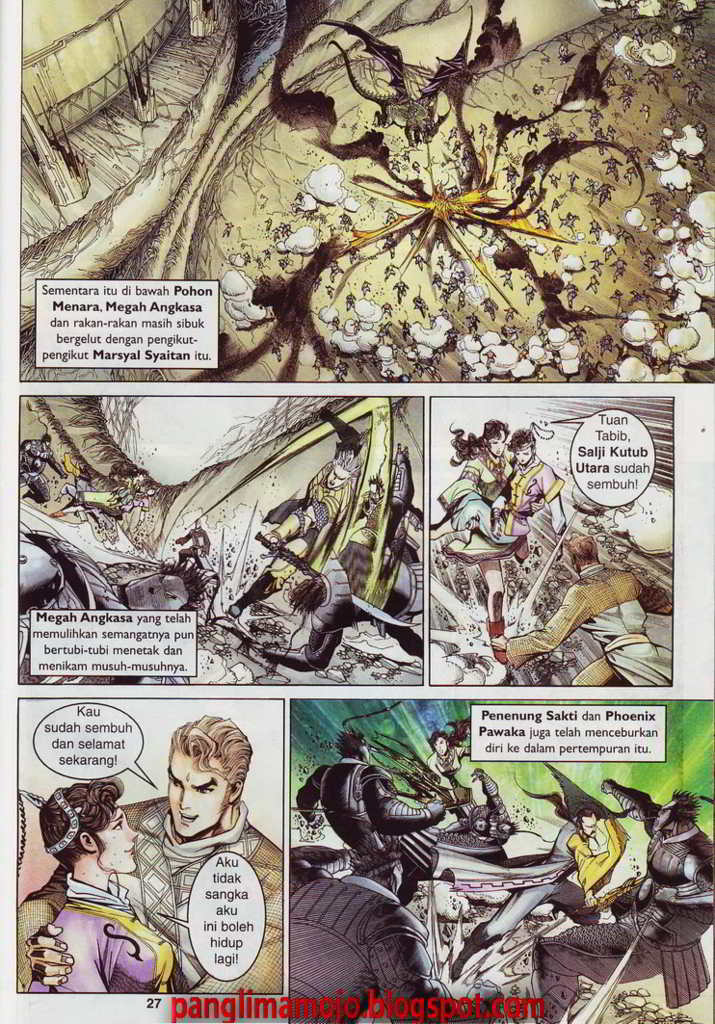 Sementara itu di bawah Pohon
Menara, Megah Angkasa
dan rakan-rakan masih sibuk
bergelut dengan pengikut-
pengikut Marsyal Syaitan itu.
Megah Angkasa yang telah
memulihkan semangatnya pun
bertubi-tubi menetak dan
menikam musuh-musuhnya.
Tuan
Tabib,
Salji Kutub
Utara sudah
sembuh!
Kau
sudah sembuh
dan selamat
sekarang!
Aku
tidak
sangka
aku
ini boleh
hidup
lagi!
Penenung Sakti dan Phoenix
Pawaka juga telah menceburkan
diri ke dalam pertempuran itu.
27
panglimamojo.blogspot.com